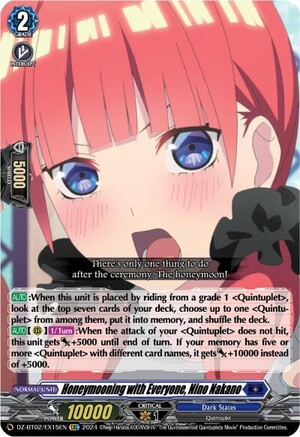 2
GRADE
INTERCEPT
5000
SHIELD
There's only one thing to do
after the ceremony. The honeymoon!
AUTO:When this unit is placed by riding from a grade 1 <Quintuplet>,
look at the top seven cards of your deck, choose up to one <Quintu-
plet> from among them, put it into your memory, and shuffle the deck.
AUTO[ ][1/Turn]:When the attack of your <Quintuplet> does not hit,
this unit gets +5000 until end of turn. If your memory has five or
more <Quintuplet> with different card names, it gets +10000 instead
of +5000.
NORMAL UNIT
Honeymooning with Everyone, Nino Nakano
POWER 10000
CRITICAL 1
Dark States
Quintuplet
DZ-BT02/EX15EN
2024